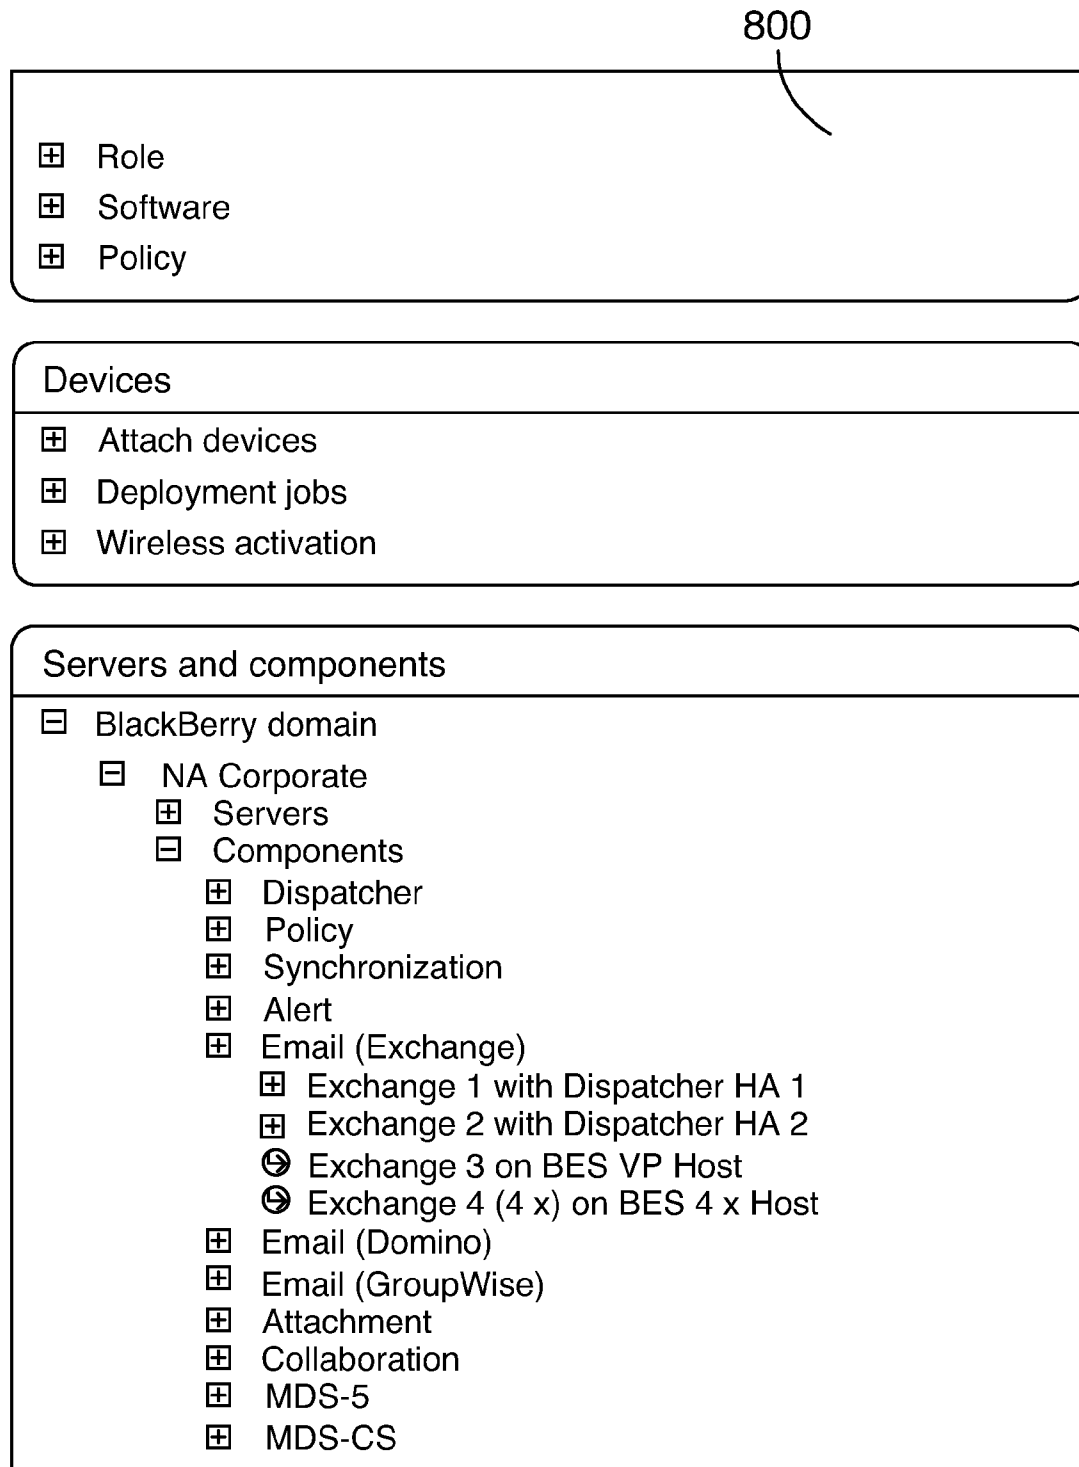 800
Role
Software
Policy
Devices
Attach devices
Deployment jobs
Wireless activation
Servers and components
BlackBerry domain
NA Corporate
Servers
Components
Dispatcher
Policy
Synchronization
Alert
Email (Exchange)
Exchange 1 with Dispatcher HA 1
Exchange 2 with Dispatcher HA 2
Exchange 3 on BES VP Host
Exchange 4 (4 x) on BES 4 x Host
Email (Domino)
Email (GroupWise)
Attachment
Collaboration
MDS-5
MDS-CS